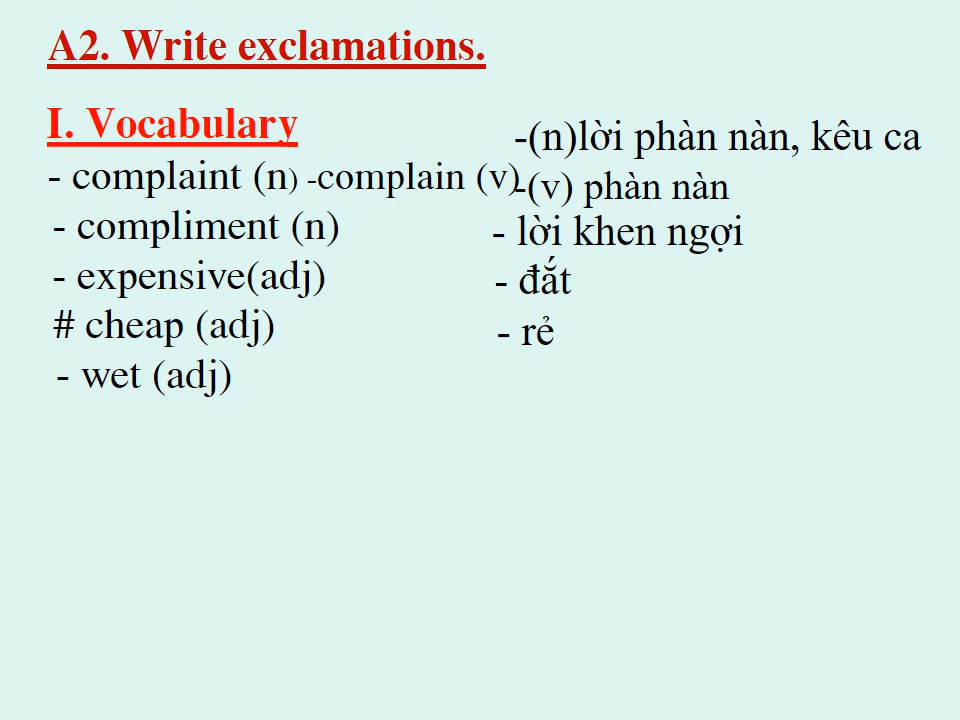 A2. Write exclamations.
I. Vocabulary
- complaint (n) -complain (v)
- compliment (n)
- expensive(adj)
# cheap (adj)
- wet (adj)
-(n)lời phàn nàn, kêu ca
-(v) phàn nàn
- lời khen ngợi
- đắt
- rẻ